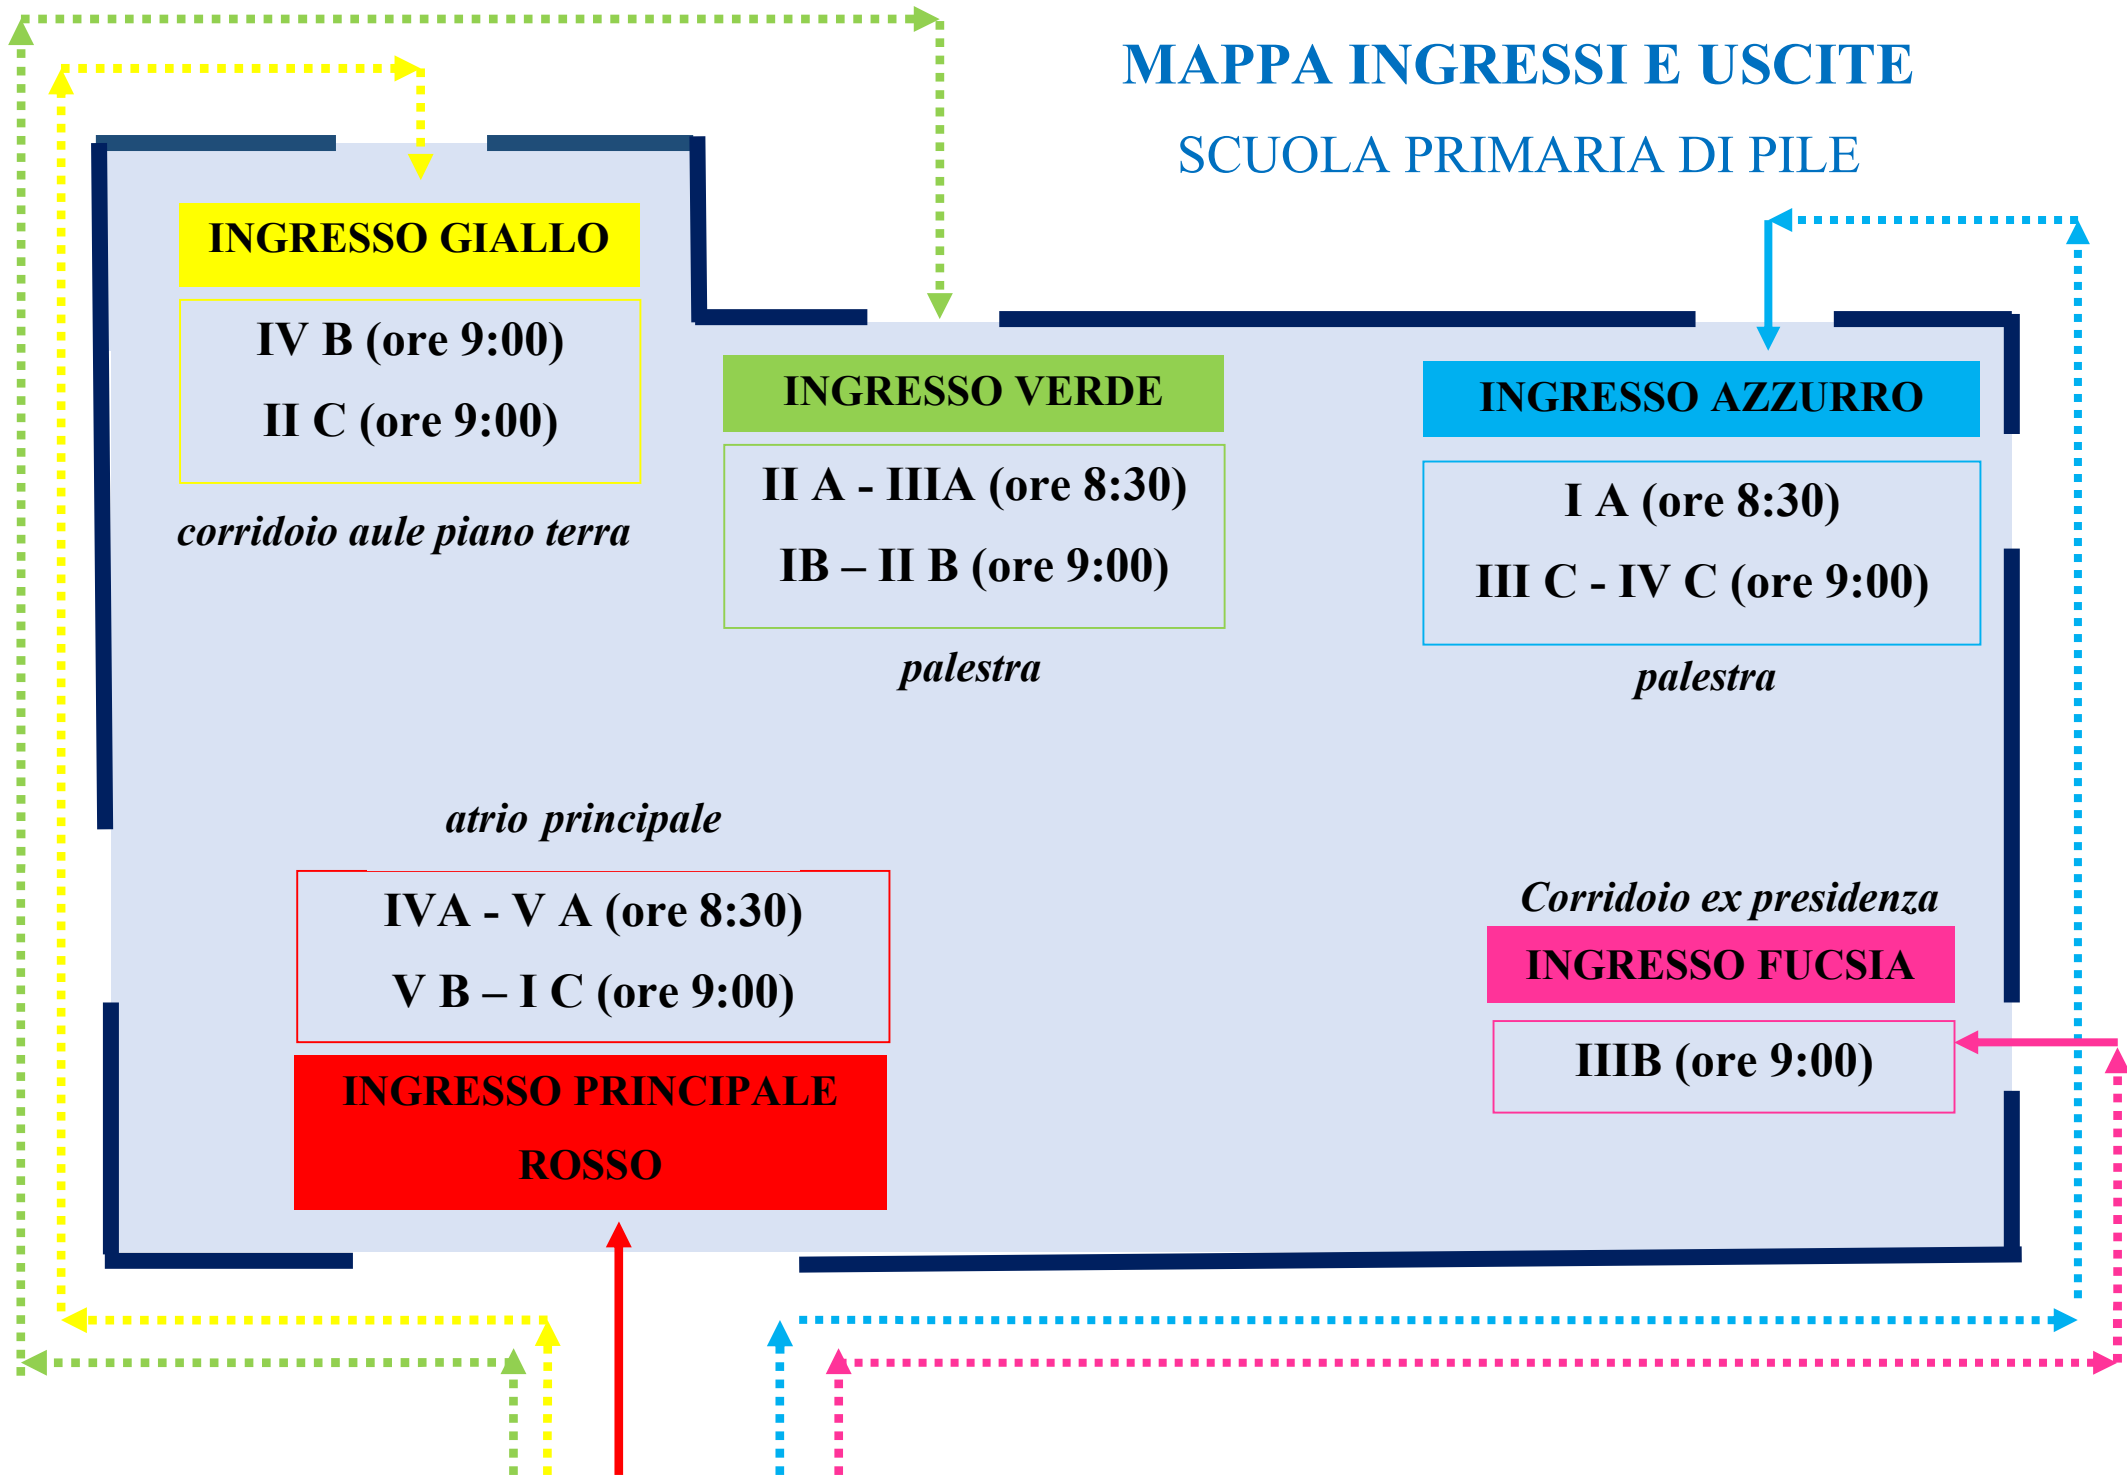 MAPPA INGRESSI E USCITE
SCUOLA PRIMARIA DI PILE
INGRESSO GIALLO
IV B (ore 9:00)
II C (ore 9:00)
corridoio aule piano terra
INGRESSO VERDE
II A - IIIA (ore 8:30)
IB – II B (ore 9:00)
palestra
INGRESSO AZZURRO
I A (ore 8:30)
III C - IV C (ore 9:00)
palestra
atrio principale
IVA - V A (ore 8:30)
V B – I C (ore 9:00)
INGRESSO PRINCIPALE
ROSSO
Corridoio ex presidenza
INGRESSO FUCSIA
IIIB (ore 9:00)